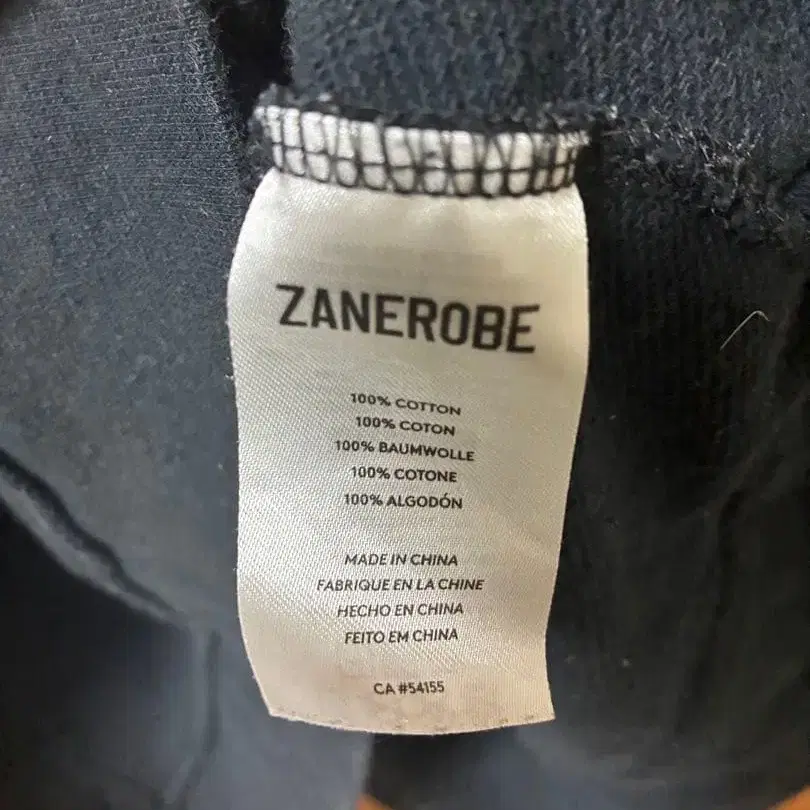 ZANEROBE
100% COTTON
100% COTON
100% BAUMWOLLE
100% COTONE
100% ALGODÓN
MADE IN CHINA
FABRIQUE EN LA CHINE
HECHO EN CHINA
FEITO EM CHINA
CA #54155